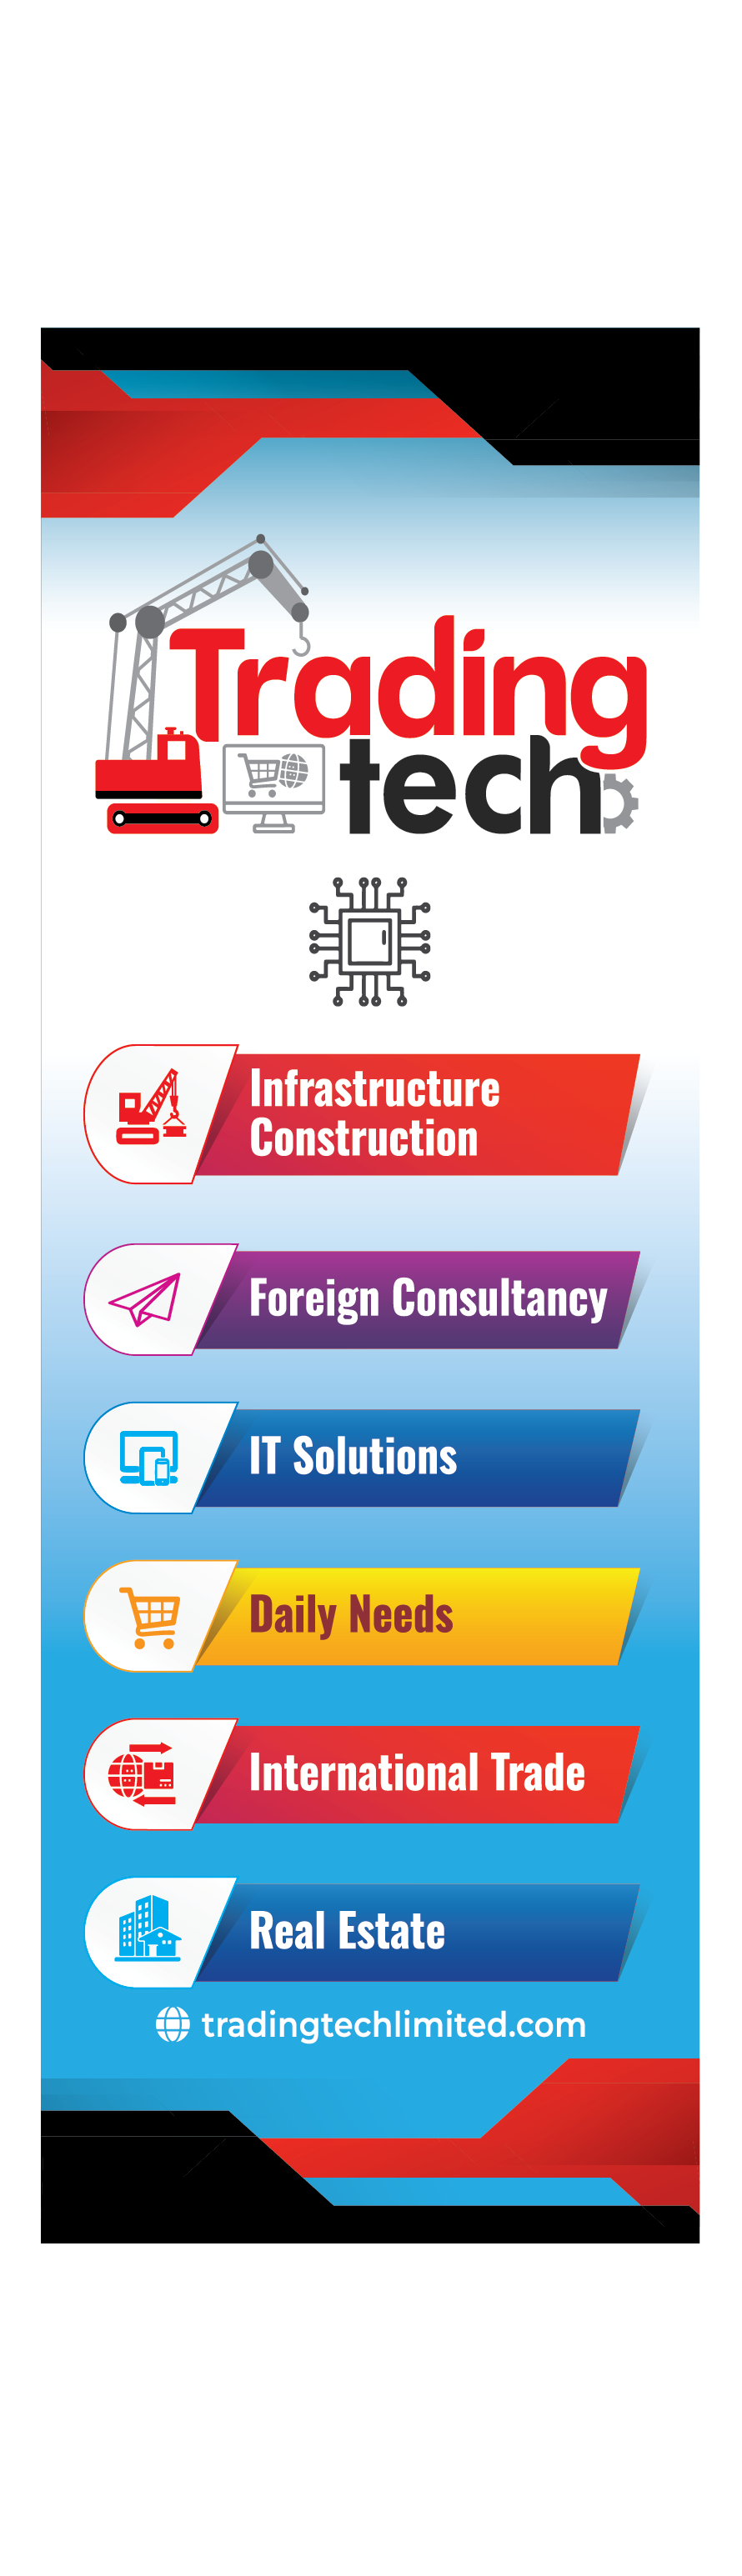 Trading
tech
Infrastructure
Construction
Foreign Consultancy
IT Solutions
Daily Needs
International Trade
Real Estate
tradingtechlimited.com